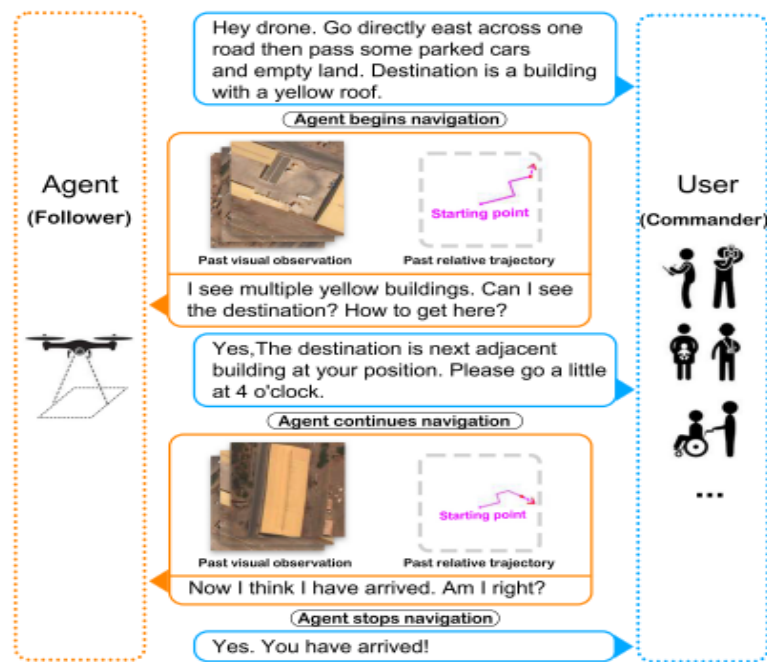 Hey drone. Go directly east across one
road then pass some parked cars
and empty land. Destination is a building
with a yellow roof.
Agent begins navigation
Agent
(Follower)
User
(Commander)
Starting point
Past visual observation
Past relative trajectory
I see multiple yellow buildings. Can I see
the destination? How to get here?
Yes,The destination is next adjacent
building at your position. Please go a little
at 4 o'clock.
Agent continues navigation
Starting point
Past visual observation
Past relative trajectory
Now I think I have arrived. Am I right?
Agent stops navigation
Yes. You have arrived!
...